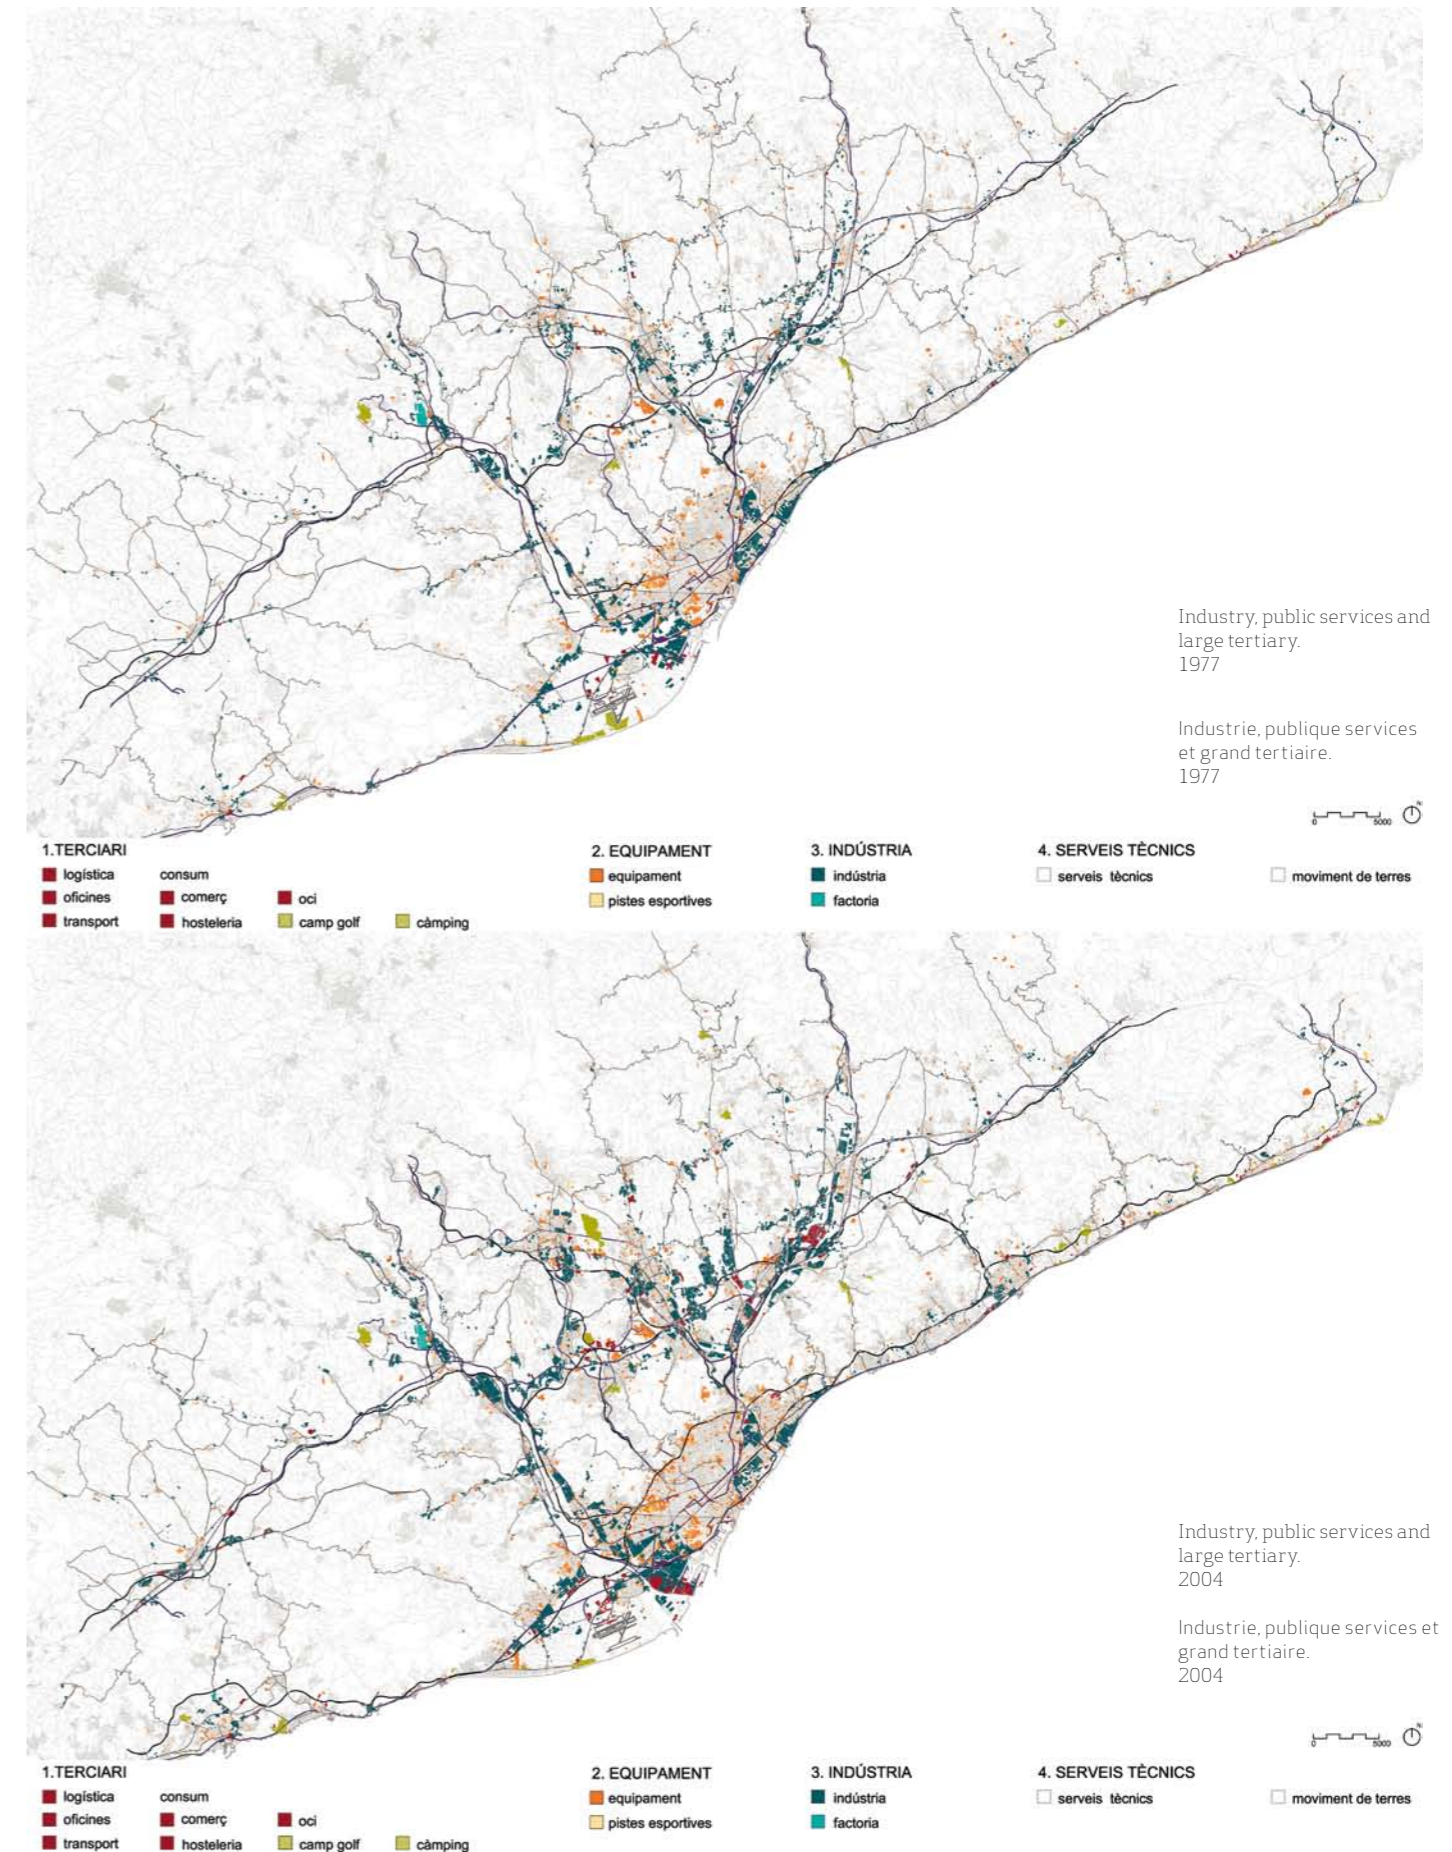 Industry, public services and
large tertiary.
1977
Industrie, publique services
et grand tertiaire.
1977
0 5000 N
1.TERCIARI
logística consum
oficines comerç oci
transport hosteleria camp golf càmping
2. EQUIPAMENT
equipament
pistes esportives
3. INDÚSTRIA
indústria
factoria
4. SERVEIS TÈCNICS
serveis tècnics moviment de terres
Industry, public services and
large tertiary.
2004
Industrie, publique services et
grand tertiaire.
2004
0 5000 N
1.TERCIARI
logística consum
oficines comerç oci
transport hosteleria camp golf càmping
2. EQUIPAMENT
equipament
pistes esportives
3. INDÚSTRIA
indústria
factoria
4. SERVEIS TÈCNICS
serveis tècnics moviment de terres